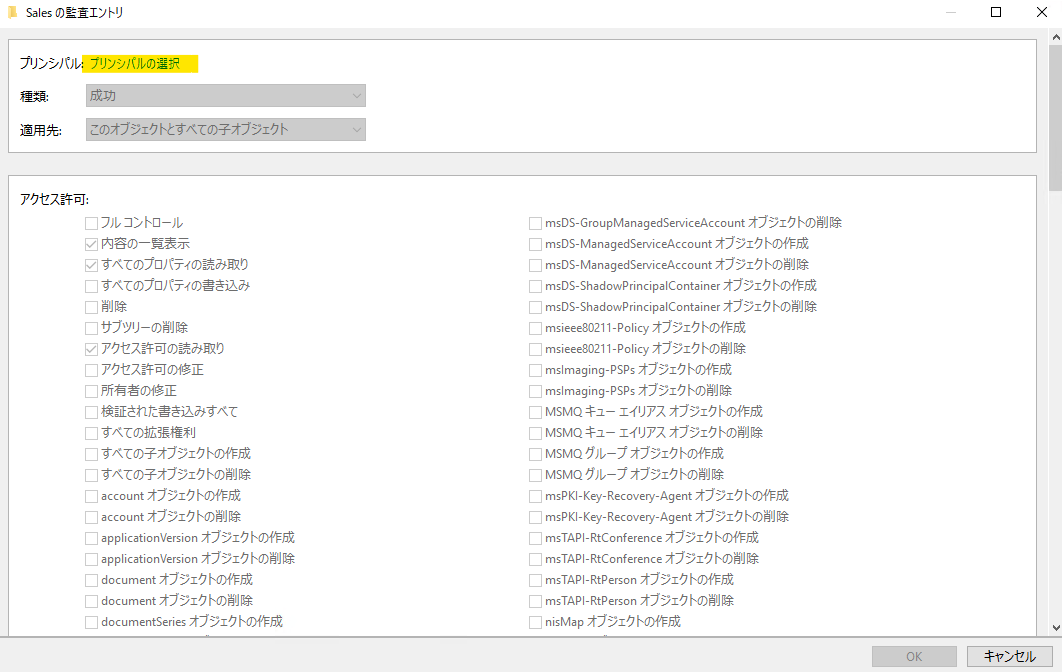 Sales の監査エントリ
プリンシパル: プリンシパルの選択
種類: 成功
適用先: このオブジェクトとすべての子オブジェクト
アクセス許可:
フル コントロール
内容の一覧表示
すべてのプロパティの読み取り
すべてのプロパティの書き込み
削除
サブツリーの削除
アクセス許可の読み取り
アクセス許可の修正
所有者の修正
検証された書き込みすべて
すべての拡張権利
すべての子オブジェクトの作成
すべての子オブジェクトの削除
account オブジェクトの作成
account オブジェクトの削除
applicationVersion オブジェクトの作成
applicationVersion オブジェクトの削除
document オブジェクトの作成
document オブジェクトの削除
documentSeries オブジェクトの作成
msDS-GroupManagedServiceAccount オブジェクトの削除
msDS-ManagedServiceAccount オブジェクトの作成
msDS-ManagedServiceAccount オブジェクトの削除
msDS-ShadowPrincipalContainer オブジェクトの作成
msDS-ShadowPrincipalContainer オブジェクトの削除
msieee80211-Policy オブジェクトの作成
msieee80211-Policy オブジェクトの削除
msImaging-PSPs オブジェクトの作成
msImaging-PSPs オブジェクトの削除
MSMQ キュー エイリアス オブジェクトの作成
MSMQ キュー エイリアス オブジェクトの削除
MSMQ グループ オブジェクトの作成
MSMQ グループ オブジェクトの削除
msPKI-Key-Recovery-Agent オブジェクトの作成
msPKI-Key-Recovery-Agent オブジェクトの削除
msTAPI-RtConference オブジェクトの作成
msTAPI-RtConference オブジェクトの削除
msTAPI-RtPerson オブジェクトの作成
msTAPI-RtPerson オブジェクトの削除
nisMap オブジェクトの作成
OK キャンセル